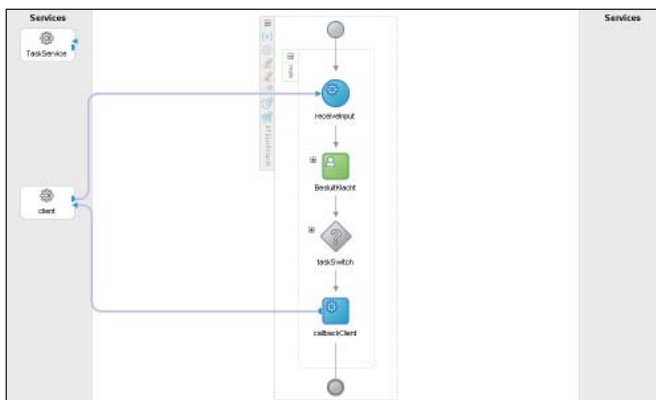 Services
Services
TaskService
main
receiveInput
BesluitKlacht
client
taskSwitch
callbackClient